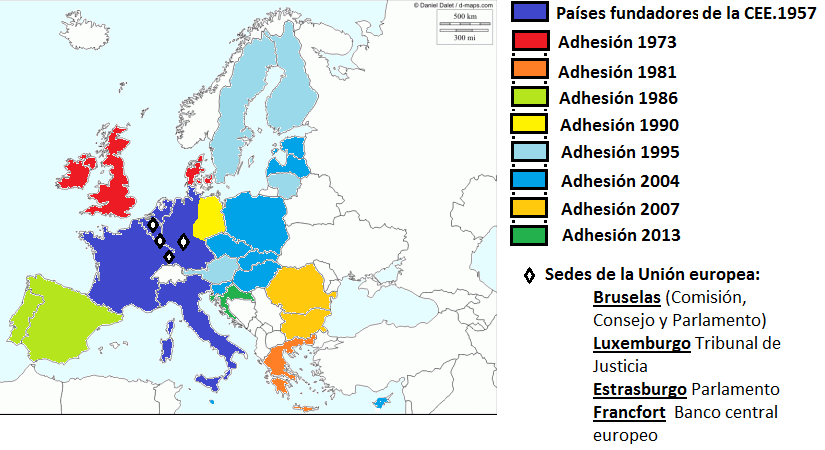 © Daniel Dalet / d-maps.com
500 km
300 mi
Países fundadores de la CEE.1957
Adhesión 1973
Adhesión 1981
Adhesión 1986
Adhesión 1990
Adhesión 1995
Adhesión 2004
Adhesión 2007
Adhesión 2013
Sedes de la Unión europea:
Bruselas (Comisión,
Consejo y Parlamento)
Luxemburgo Tribunal de
Justicia
Estrasburgo Parlamento
Francfort Banco central
europeo